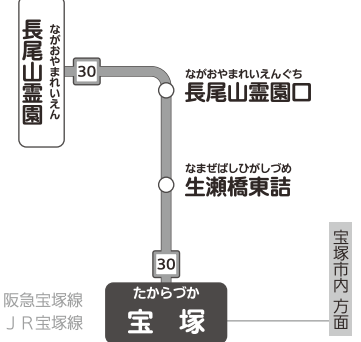 長尾山霊園
ながおやまれいえん
30
ながおやまれいえんぐち
長尾山霊園口
なまぜばしひがしづめ
生瀬橋東詰
30
たからづか
宝塚
阪急宝塚線
JR宝塚線
宝塚市内 方面